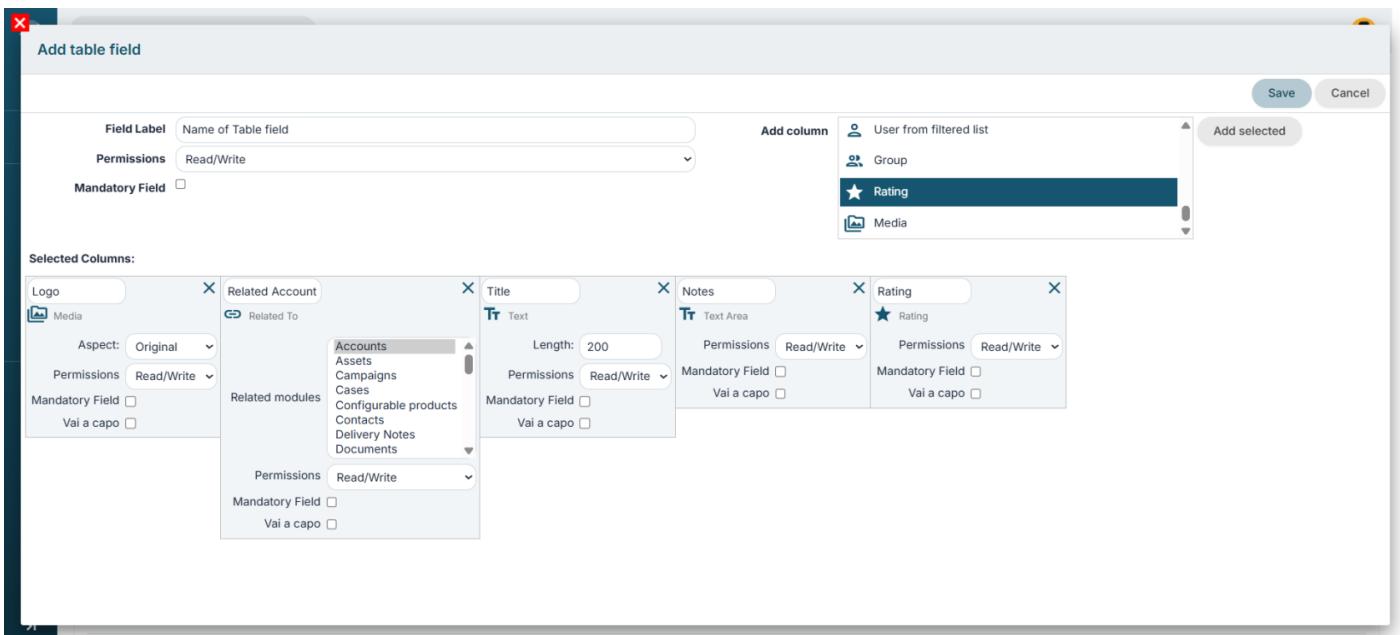 Add table field
Save Cancel
Field Label Name of Table field
Add column
User from filtered list
Add selected
Permissions Read/Write
Group
Mandatory Field
Rating
Media
Selected Columns:
Logo
Media
Aspect: Original
Permissions Read/Write
Mandatory Field
Vai a capo
Related Account
Related To
Related modules
Accounts
Assets
Campaigns
Cases
Configurable products
Contacts
Delivery Notes
Documents
Permissions Read/Write
Mandatory Field
Vai a capo
Title
Text
Length: 200
Permissions Read/Write
Mandatory Field
Vai a capo
Notes
Text Area
Permissions Read/Write
Mandatory Field
Vai a capo
Rating
Rating
Permissions Read/Write
Mandatory Field
Vai a capo